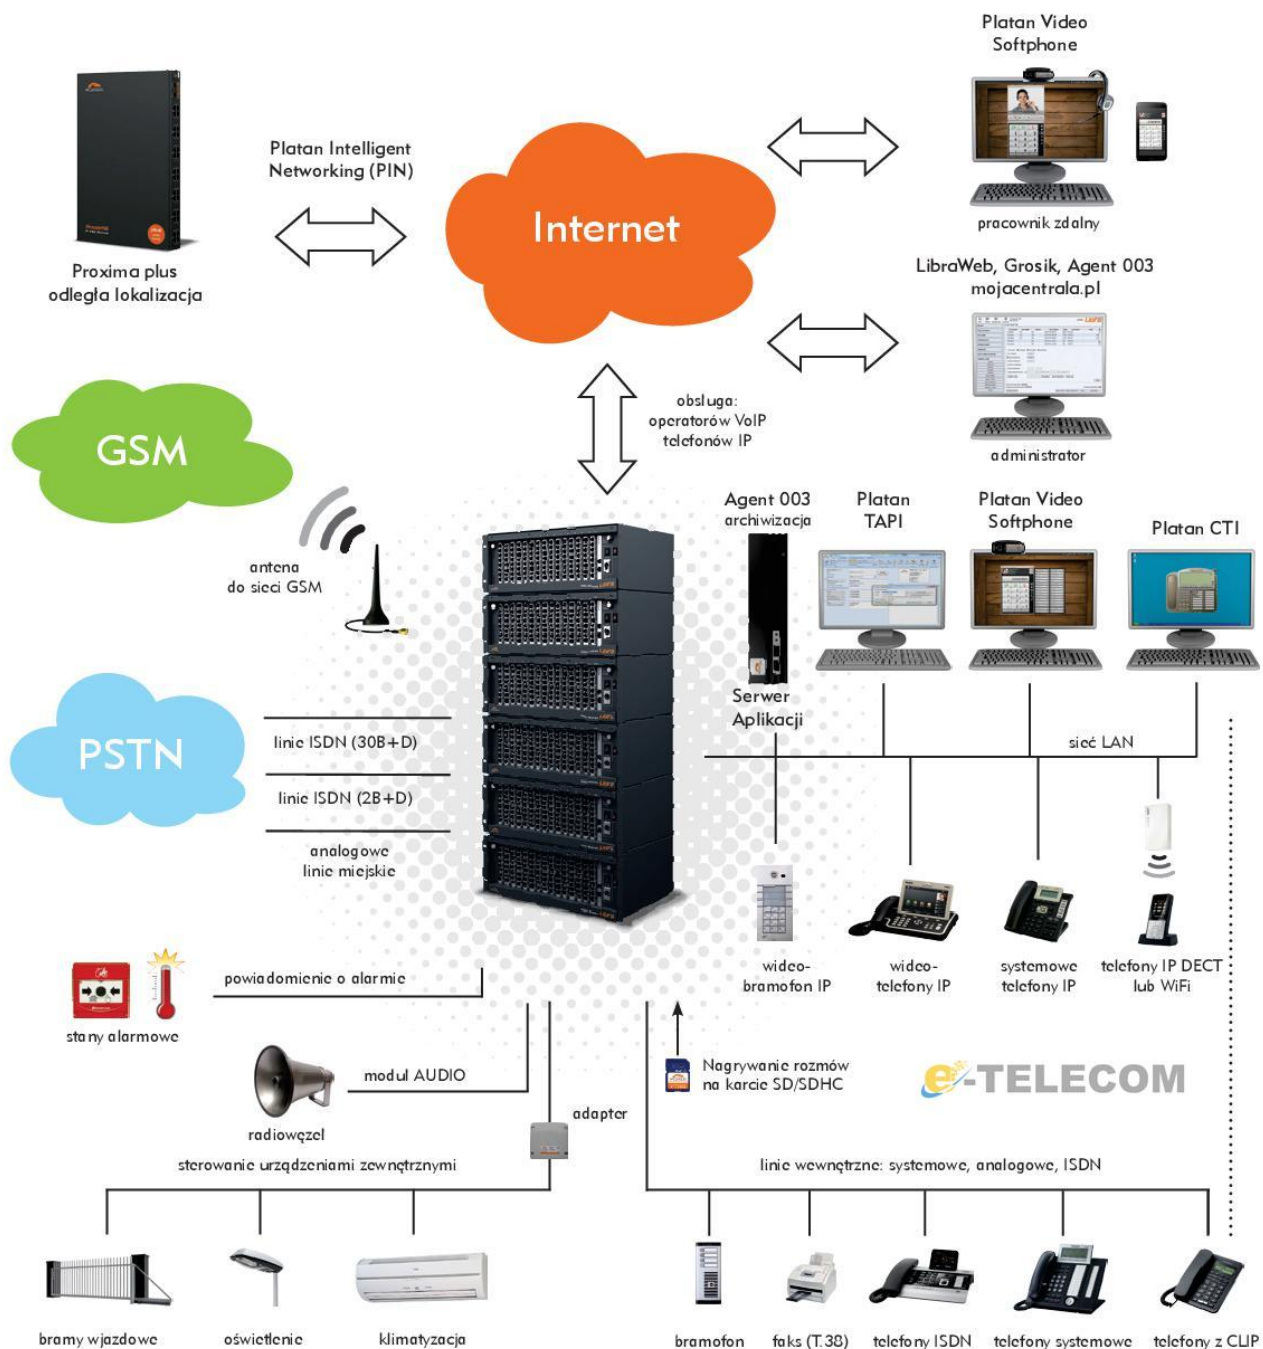 Platan Video
Softphone
pracownik zdalny
Platan Intelligent
Networking (PIN)
Internet
Proxima plus
odległa lokalizacja
LibraWeb, Grosik, Agent 003
mojacentrala.pl
administrator
GSM
obsługa:
operatorów VoIP
telefonów IP
antena
do sieci GSM
Agent 003
archiwizacja
Platan
TAPI
Platan Video
Softphone
Platan CTI
Serwer
Aplikacji
PSTN
linie ISDN (30B+D)
linie ISDN (2B+D)
analogowe
linie miejskie
sieć LAN
wideo-
bramofon IP
wideo-
telefony IP
systemowe
telefony IP
telefony IP DECT
lub WiFi
powiadomienie o alarmie
stany alarmowe
moduł AUDIO
radiowęzeł
Nagrywanie rozmów
na karcie SD/SDHC
e-TELECOM
adapter
sterowanie urządzeniami zewnętrznymi
linie wewnętrzne: systemowe, analogowe, ISDN
bramy wjazdowe
oświetlenie
klimatyzacja
bramofon
faks (T.38)
telefony ISDN
telefony systemowe
telefony z CLIP